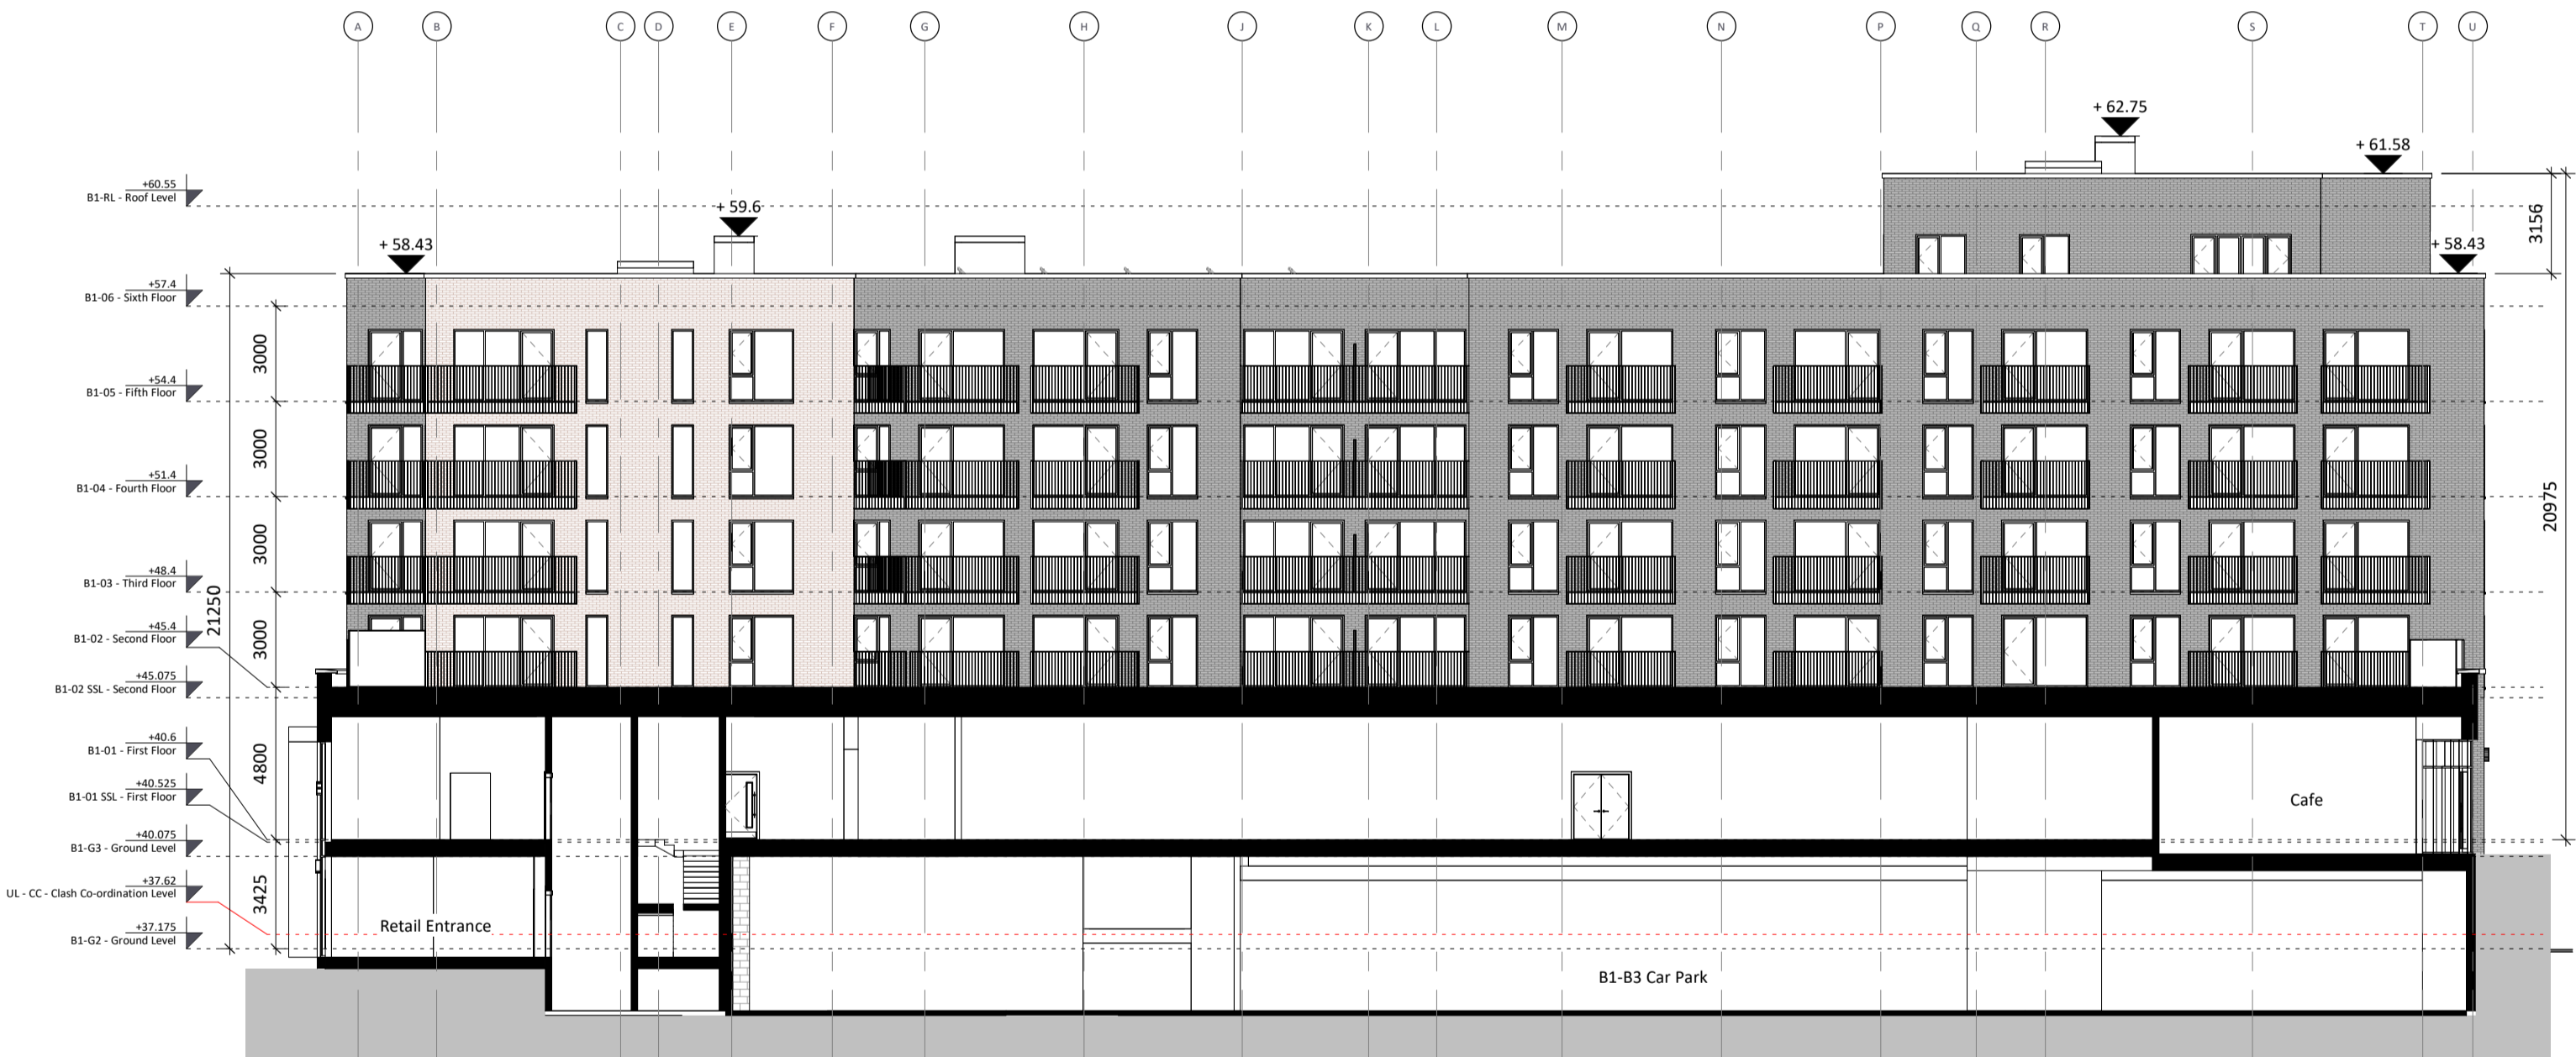 A B C D E F G H J K L M N P Q R S T U
+ 62.75
+ 61.58
+60.55
B1-RL - Roof Level
+ 59.6
3156
+ 58.43
+ 58.43
+57.4
B1-06 - Sixth Floor
3000
+54.4
B1-05 - Fifth Floor
3000
+51.4
B1-04 - Fourth Floor
20975
3000
+48.4
B1-03 - Third Floor
21250
3000
+45.4
B1-02 - Second Floor
+45.075
B1-02 SSL - Second Floor
+40.6
B1-01 - First Floor
4800
+40.525
B1-01 SSL - First Floor
Cafe
+40.075
B1-G3 - Ground Level
+37.62
UL - CC - Clash Co-ordination Level
3425
Retail Entrance
+37.175
B1-G2 - Ground Level
B1-B3 Car Park